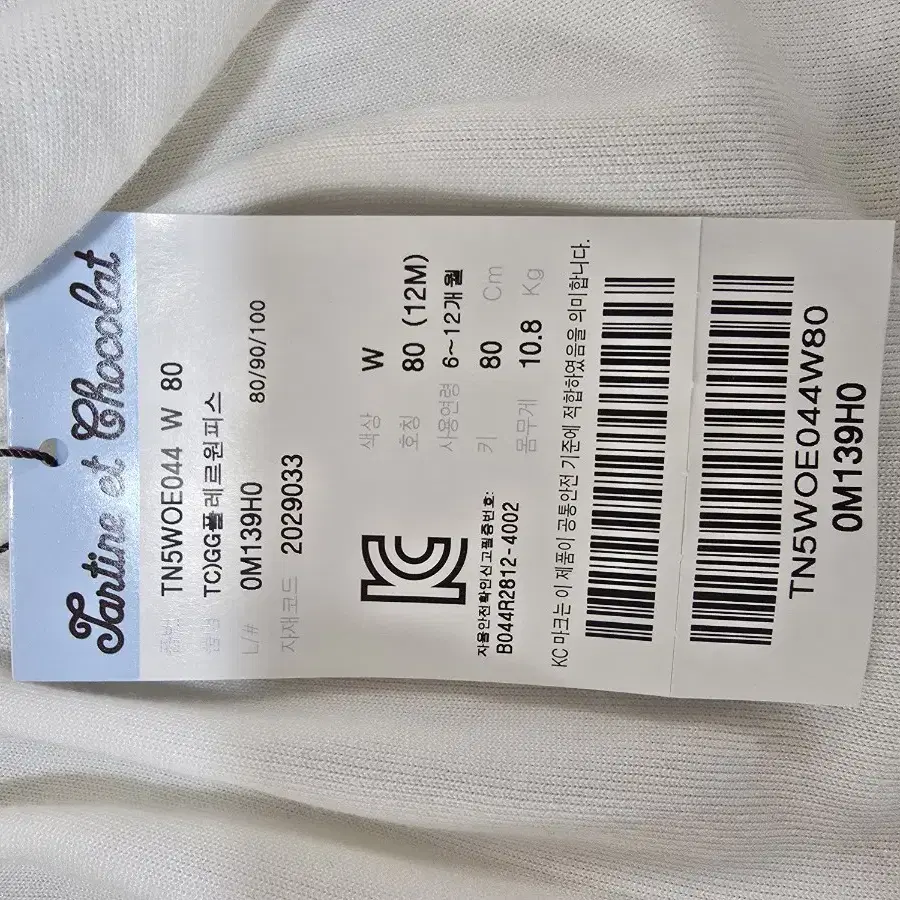 Tartine et Chocolat
품번 TN5WOE044 W 80
품명 TC)GG플레르원피스
L/# 0M139H0 80/90/100
자재코드 2029033
색상 W
호칭 80 (12M)
사용연령 6~12개월
키 80 Cm
몸무게 10.8 Kg
자율안전확인신고필증번호:
B044R2812-4002
KC마크는 이 제품이 공통안전 기준에 적합하였음을 의미합니다.
TN5WOE044W80
0M139H0